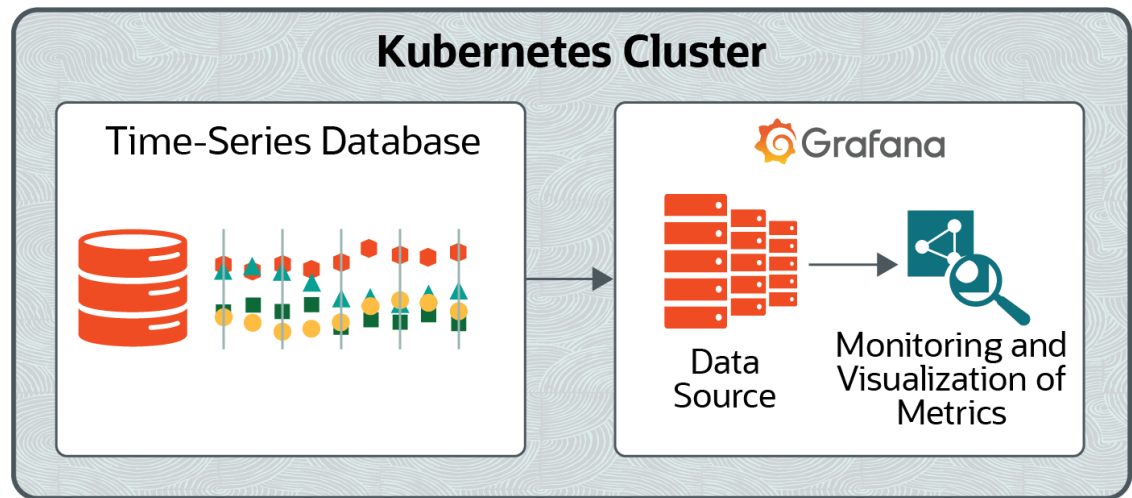 Kubernetes Cluster
Time-Series Database
Grafana
Data
Source
Monitoring and
Visualization of
Metrics